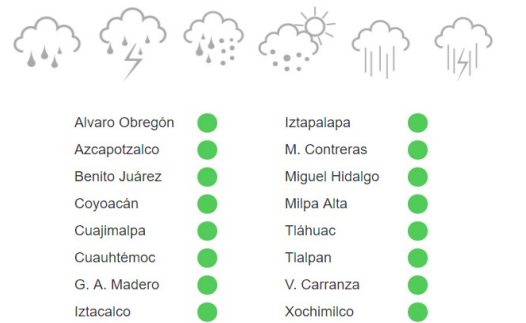 Alvaro Obregón
Azcapotzalco
Benito Juárez
Coyoacán
Cuajimalpa
Cuauhtémoc
G. A. Madero
Iztacalco
Iztapalapa
M. Contreras
Miguel Hidalgo
Milpa Alta
Tláhuac
Tlalpan
V. Carranza
Xochimilco